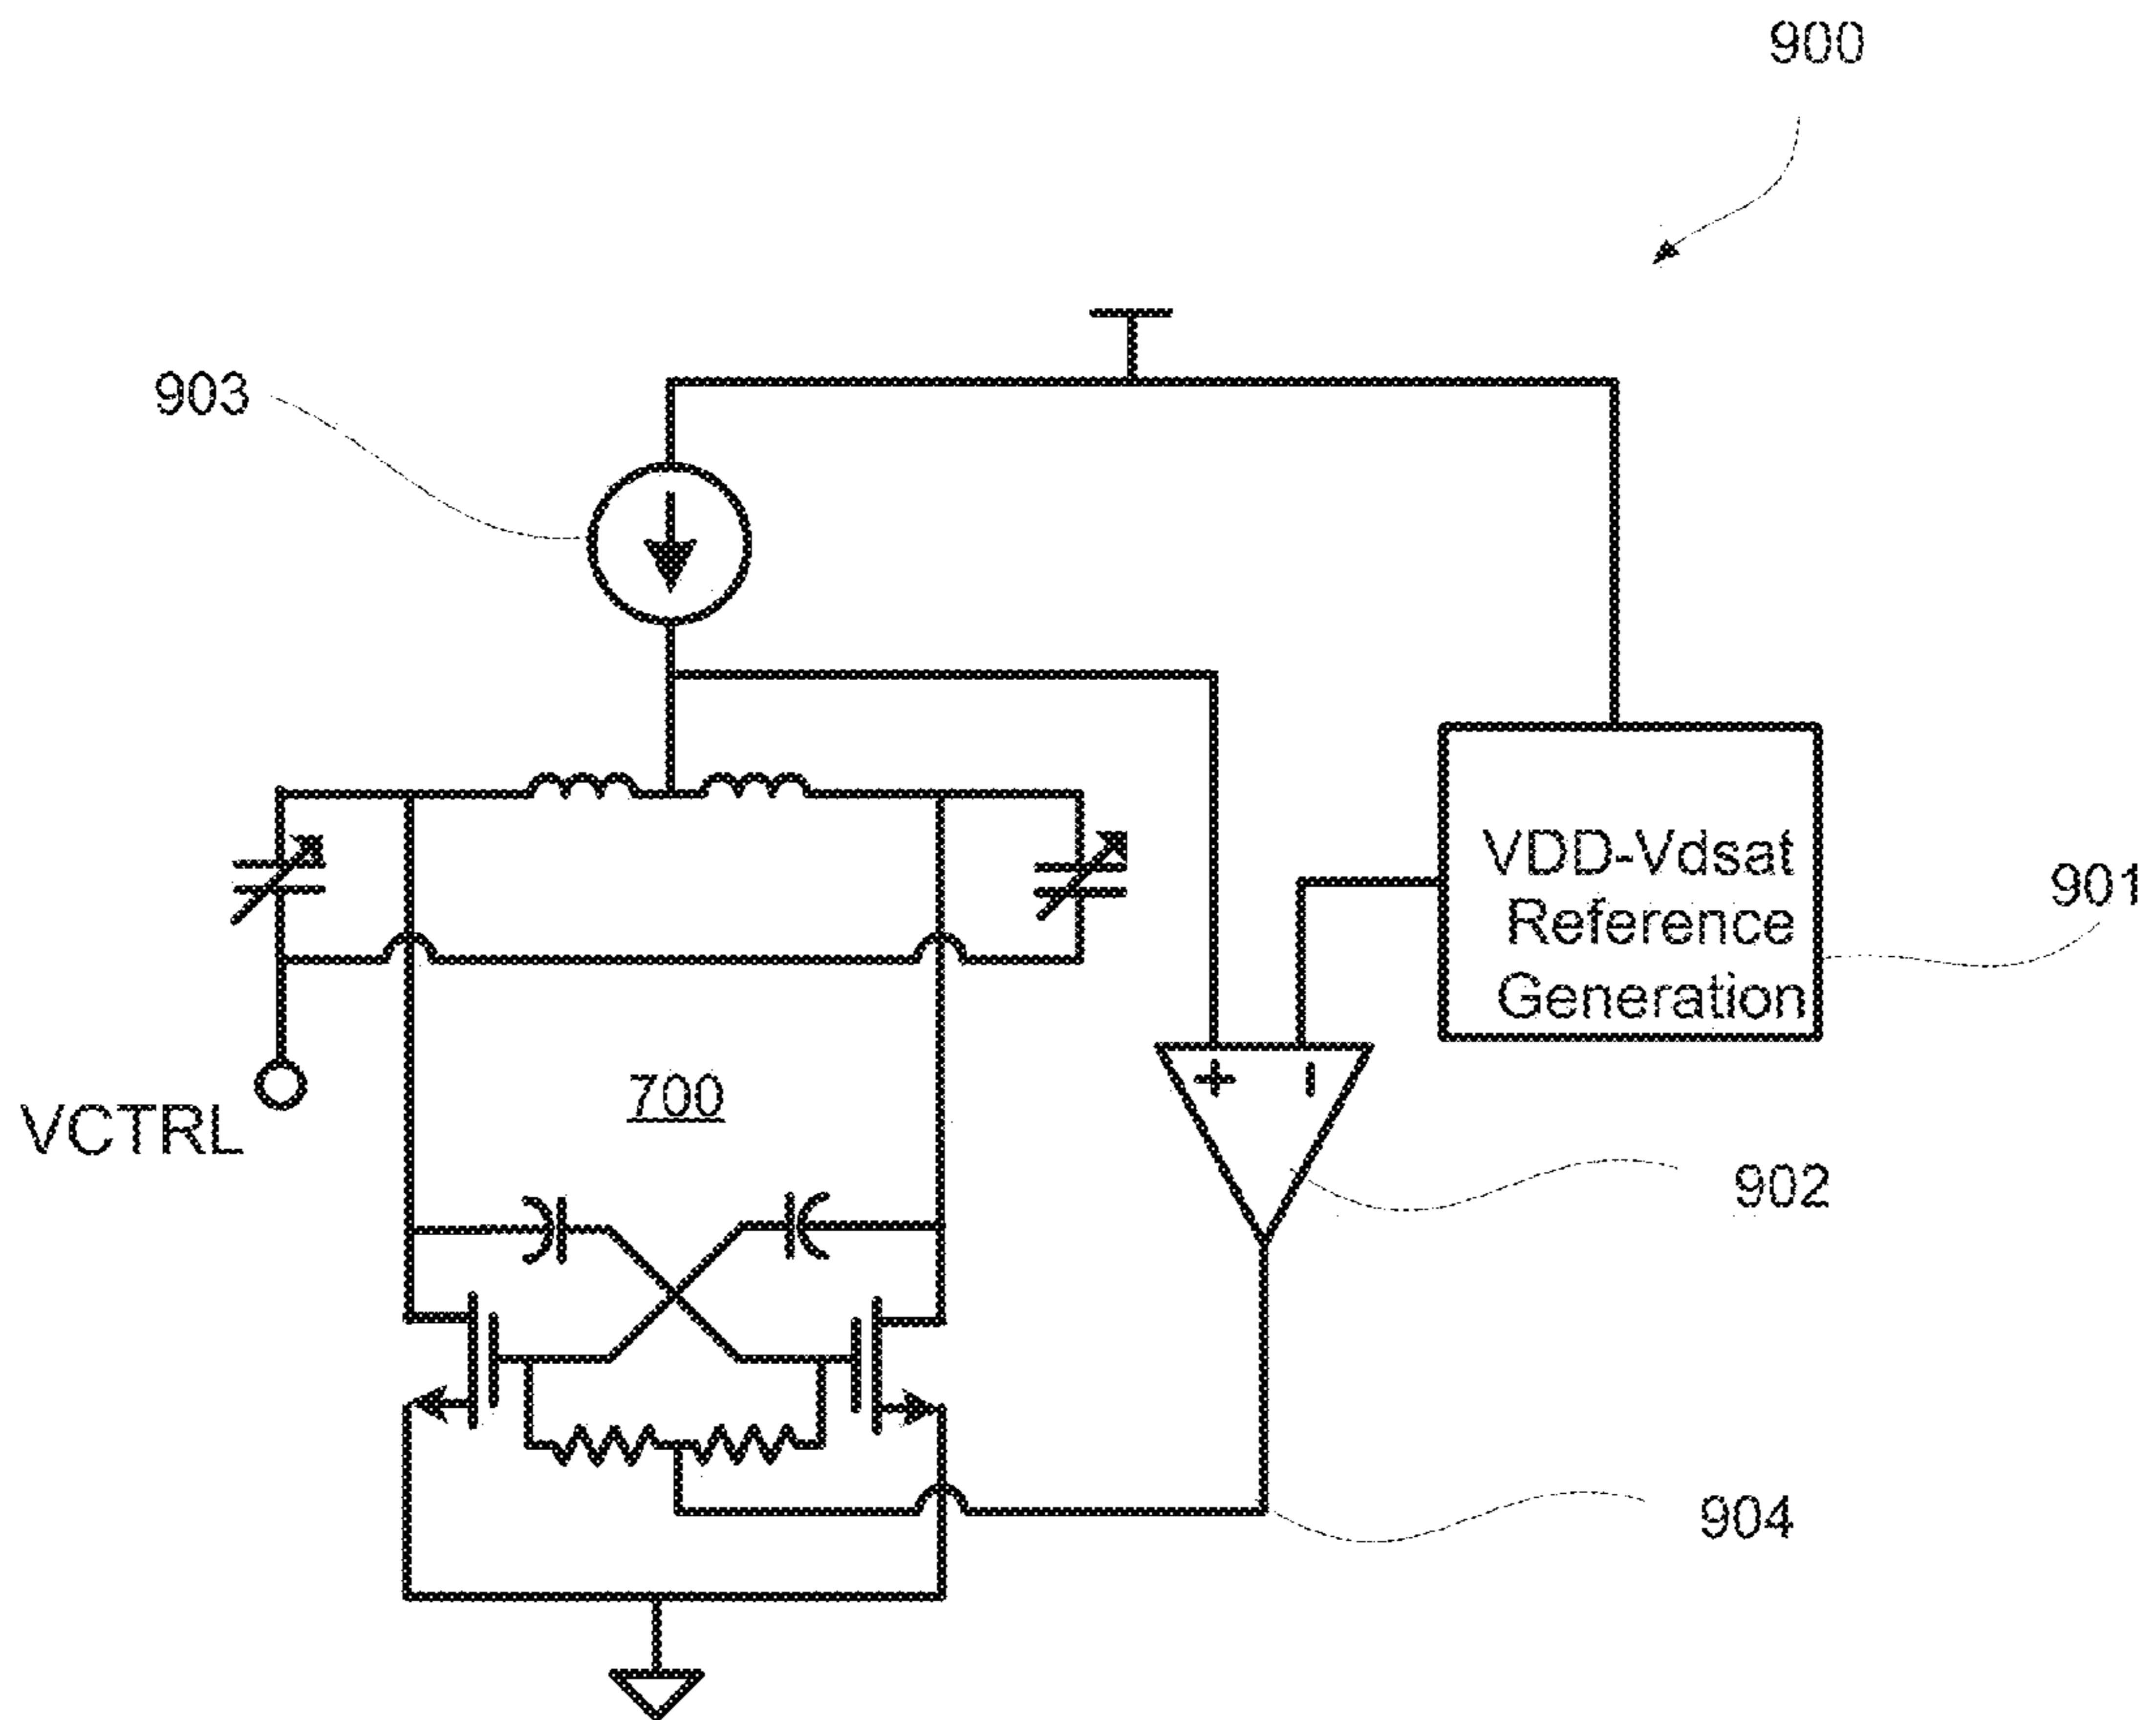 900
903
VDD-Vdsat
Reference
Generation
901
700
VCTRL
+
−
902
904